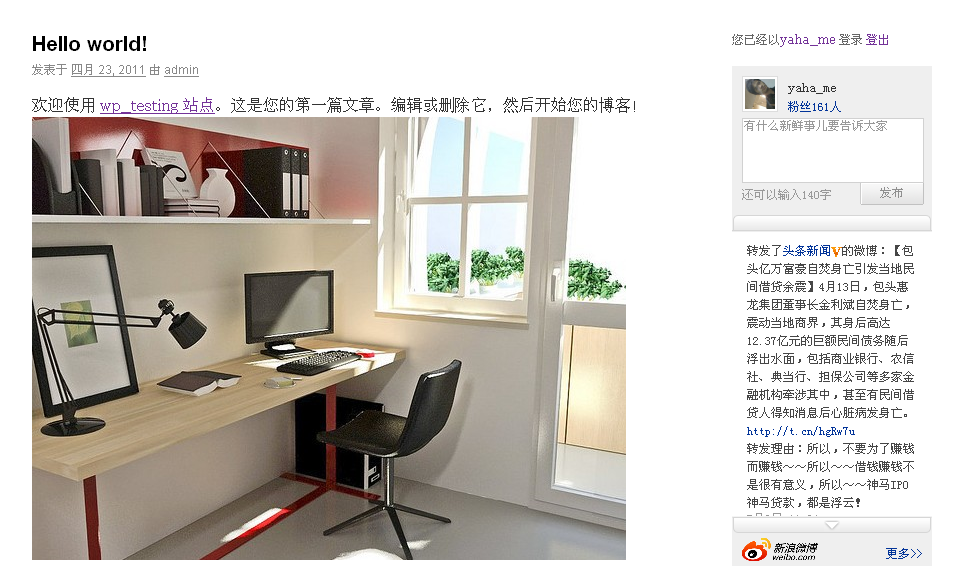 Hello world!
发表于 四月 23, 2011 由 admin
欢迎使用 wp_testing 站点。这是您的第一篇文章。编辑或删除它，然后开始您的博客!
您已经以yaha_me 登录 登出
yaha_me
粉丝161人
有什么新鲜事儿要告诉大家
还可以输入140字
发布
转发了头条新闻V的微博：【包
头亿万富豪自焚身亡引发当地民
间借贷余震】4月13日，包头惠
龙集团董事长金利斌自焚身亡，
震动当地商界，其身后高达
12.37亿元的巨额民间债务随后
浮出水面，包括商业银行、农信
社、典当行、担保公司等多家金
融机构牵涉其中，甚至有民间借
贷人得知消息后心脏病发身亡。
http://t.cn/hgRw7u
转发理由：所以，不要为了赚钱
而赚钱～～所以～～借钱赚钱不
是很有意义，所以～～神马IPO
神马贷款，都是浮云!
新浪微博
weibo.com
更多>>